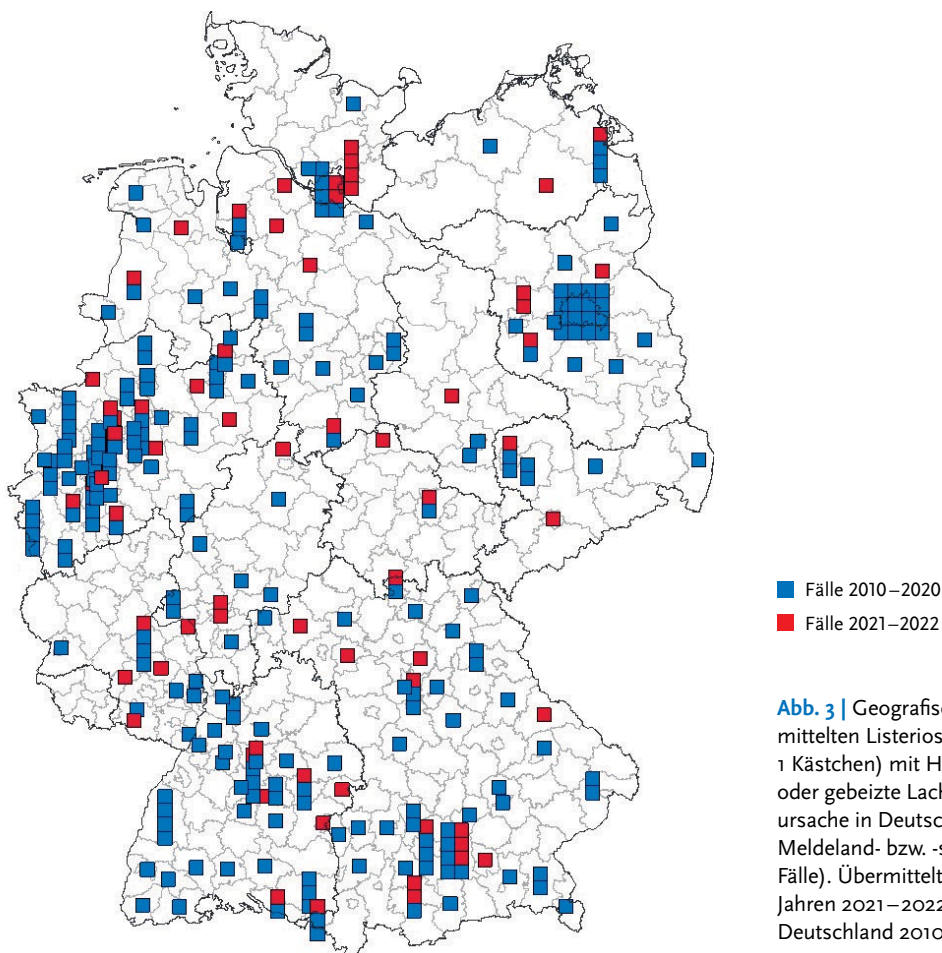 Fälle 2010–2020
Fälle 2021–2022
Abb. 3 | Geografisc
mittelten Listerios
1 Kästchen) mit H
oder gebeizte Lach
ursache in Deutsc
Meldeland- bzw. -s
Fälle). Übermittelt
Jahren 2021–2022
Deutschland 2010